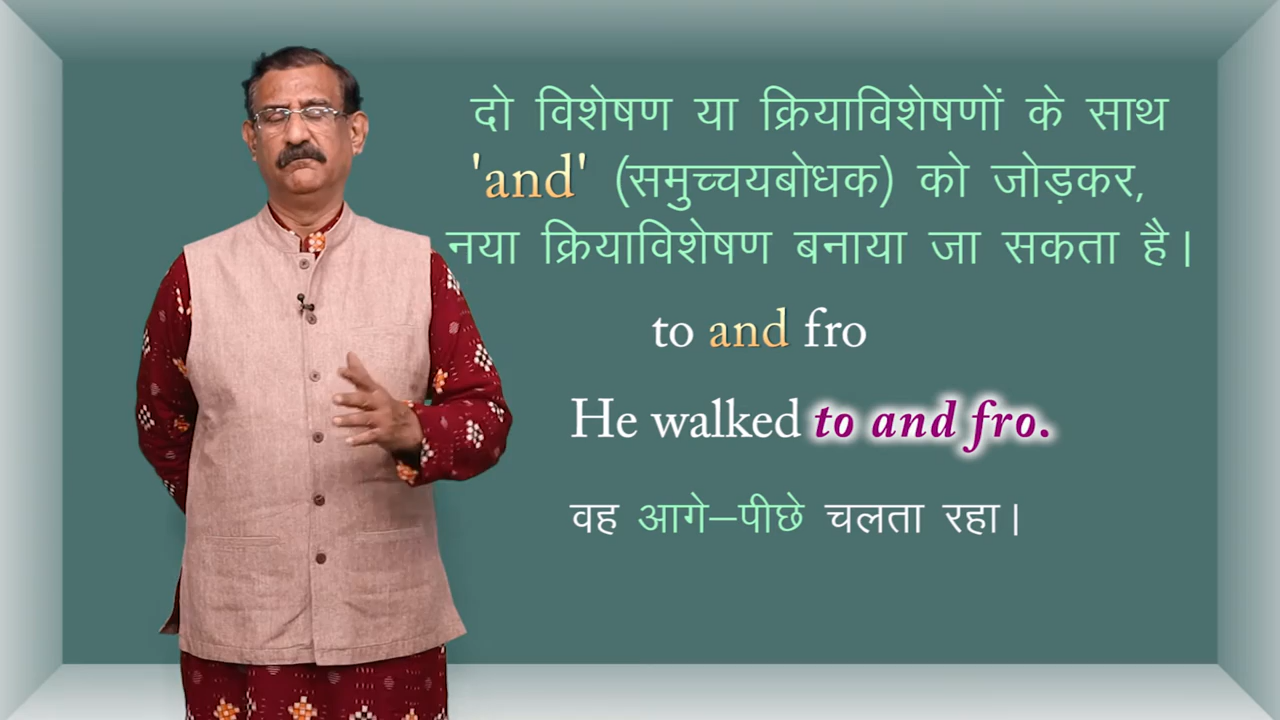 दो विशेषण या क्रियाविशेषणों के साथ
'and' (समुच्चयबोधक) को जोड़कर,
नया क्रियाविशेषण बनाया जा सकता है।
to and fro
He walked to and fro.
वह आगे–पीछे चलता रहा।